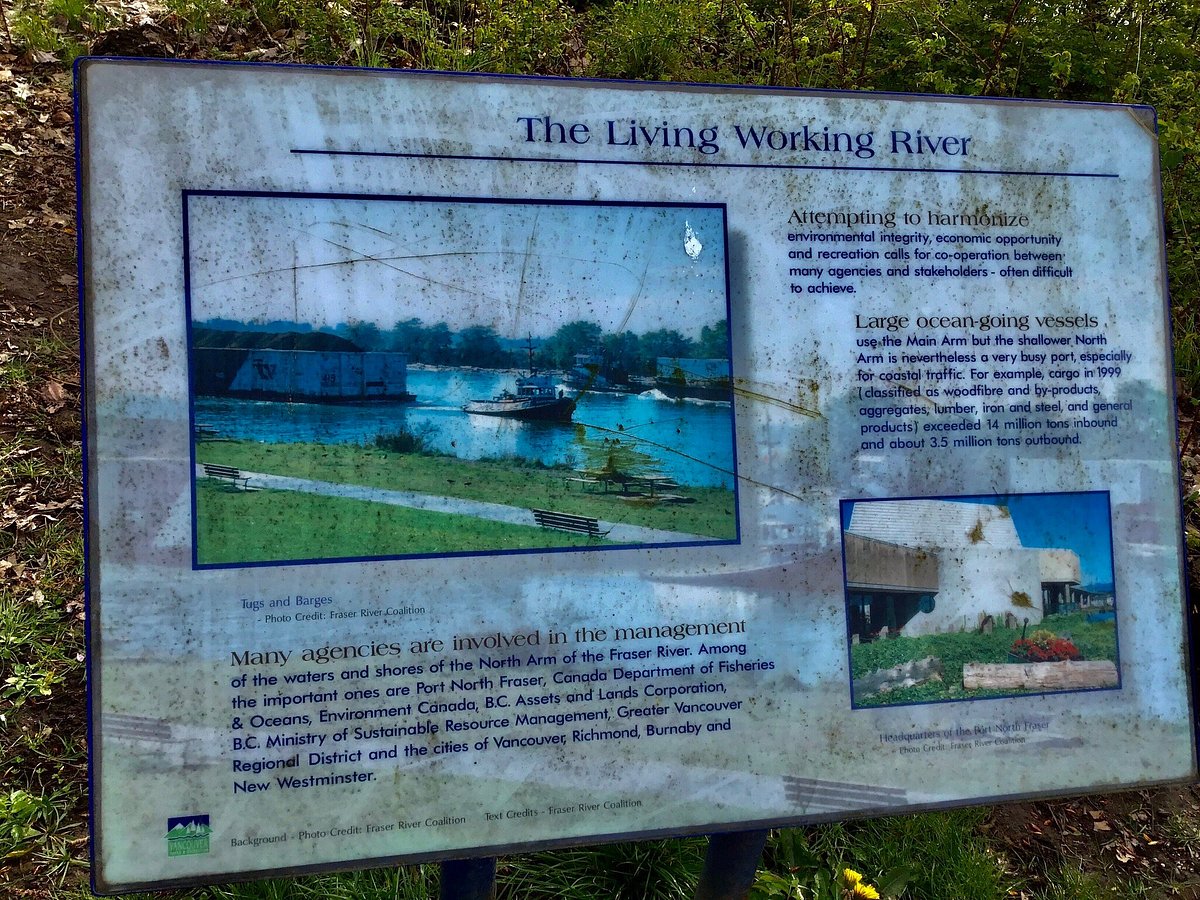 The Living Working River
Attempting to harmonize
environmental integrity, economic opportunity
and recreation calls for co-operation between
many agencies and stakeholders - often difficult
to achieve.
Large ocean-going vessels
use the Main Arm but the shallower North
Arm is nevertheless a very busy port, especially
for coastal traffic. For example, cargo in 1999
(classified as woodfibre and by-products,
aggregates, lumber, iron and steel, and general
products) exceeded 14 million tons inbound
and about 3.5 million tons outbound.
Tugs and Barges
- Photo Credit: Fraser River Coalition
Many agencies are involved in the management
of the waters and shores of the North Arm of the Fraser River. Among
the important ones are Port North Fraser, Canada Department of Fisheries
& Oceans, Environment Canada, B.C. Assets and Lands Corporation,
B.C. Ministry of Sustainable Resource Management, Greater Vancouver
Regional District and the cities of Vancouver, Richmond, Burnaby and
New Westminster.
Headquarters of the Port North Fraser
- Photo Credit: Fraser River Coalition
Background - Photo Credit: Fraser River Coalition Text Credits - Fraser River Coalition
VANCOUVER